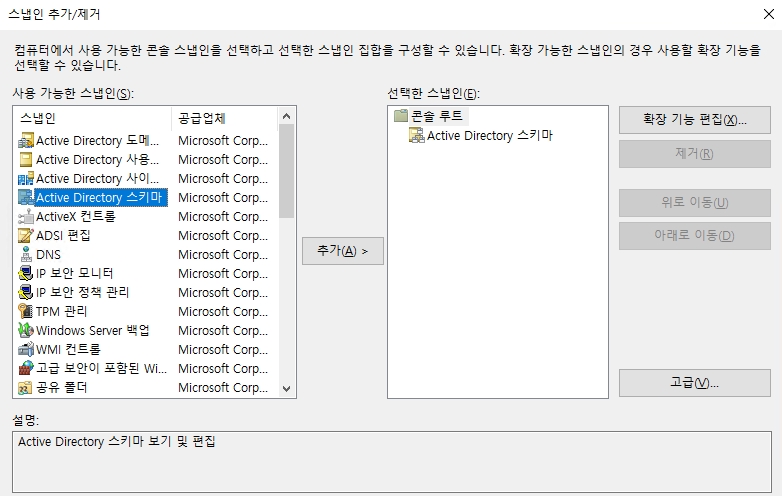 스냅인 추가/제거
컴퓨터에서 사용 가능한 콘솔 스냅인을 선택하고 선택한 스냅인 집합을 구성할 수 있습니다. 확장 가능한 스냅인의 경우 사용할 확장 기능을
선택할 수 있습니다.
사용 가능한 스냅인(S):
스냅인 공급업체
Active Directory 도메... Microsoft Corp...
Active Directory 사용... Microsoft Corp...
Active Directory 사이... Microsoft Corp...
Active Directory 스키마 Microsoft Corp...
ActiveX 컨트롤 Microsoft Corp...
ADSI 편집 Microsoft Corp...
DNS Microsoft Corp...
IP 보안 모니터 Microsoft Corp...
IP 보안 정책 관리 Microsoft Corp...
TPM 관리 Microsoft Corp...
Windows Server 백업 Microsoft Corp...
WMI 컨트롤 Microsoft Corp...
고급 보안이 포함된 Wi... Microsoft Corp...
공유 폴더 Microsoft Corp...
추가(A) >
선택한 스냅인(E):
콘솔 루트
Active Directory 스키마
확장 기능 편집(X)...
제거(R)
위로 이동(U)
아래로 이동(D)
고급(V)...
설명:
Active Directory 스키마 보기 및 편집